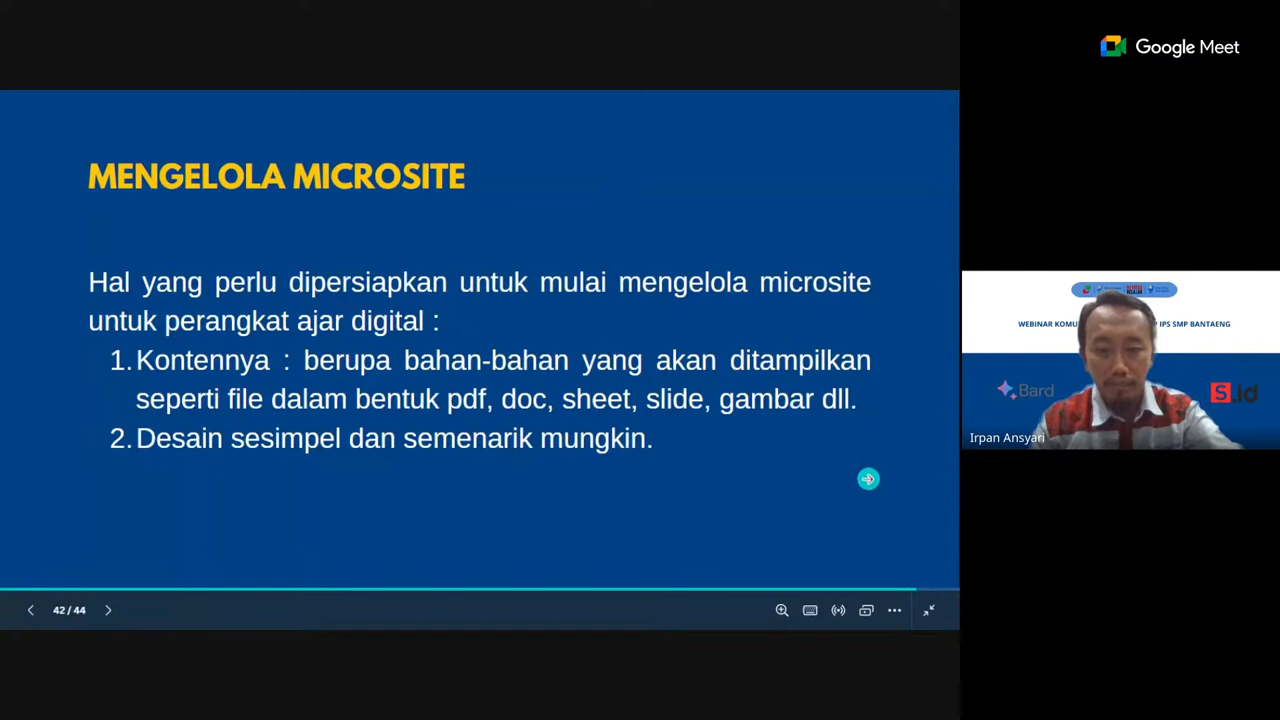 Google Meet
MENGELOLA MICROSITE
Hal yang perlu dipersiapkan untuk mulai mengelola microsite
untuk perangkat ajar digital :
1. Kontennya : berupa bahan-bahan yang akan ditampilkan
seperti file dalam bentuk pdf, doc, sheet, slide, gambar dll.
2. Desain sesimpel dan semenarik mungkin.
42 / 44
WEBINAR KOMU
IPS SMP BANTAENG
Bard
S.id
Irpan Ansyari